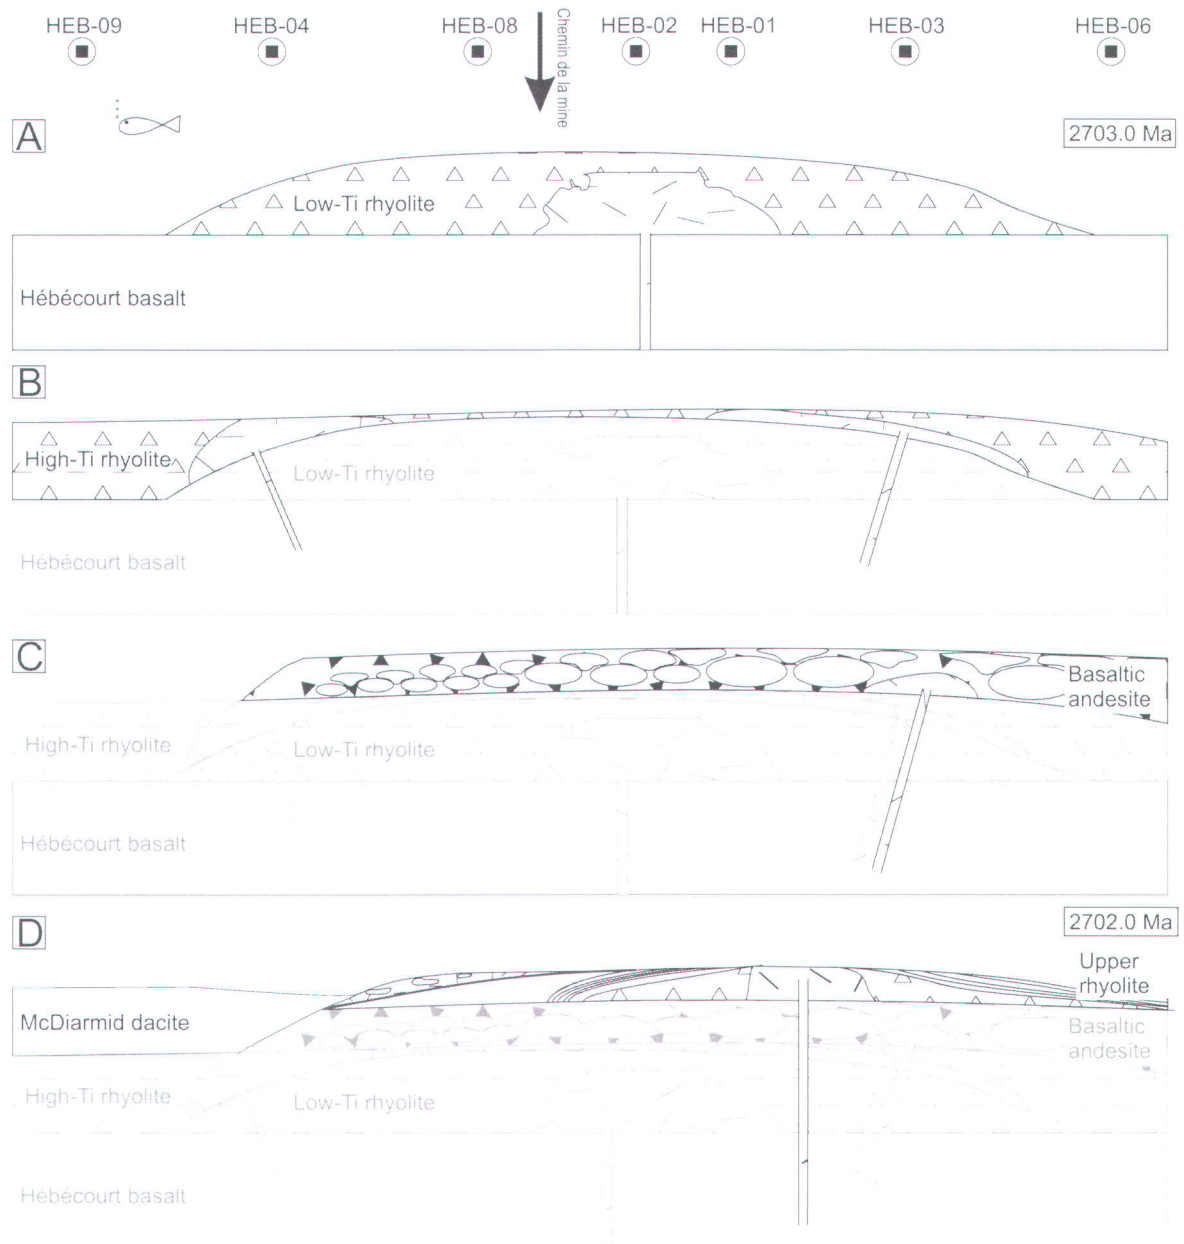 HEB-09
HEB-04
HEB-08
HEB-02
HEB-01
HEB-03
HEB-06
Chemin de la mine
A
2703.0 Ma
Low-Ti rhyolite
Hébécourt basalt
B
High-Ti rhyolite
Low-Ti rhyolite
Hébécourt basalt
C
Basaltic
andesite
High-Ti rhyolite
Low-Ti rhyolite
Hébécourt basalt
D
2702.0 Ma
Upper
rhyolite
McDiarmid dacite
Basaltic
andesite
High-Ti rhyolite
Low-Ti rhyolite
Hébécourt basalt